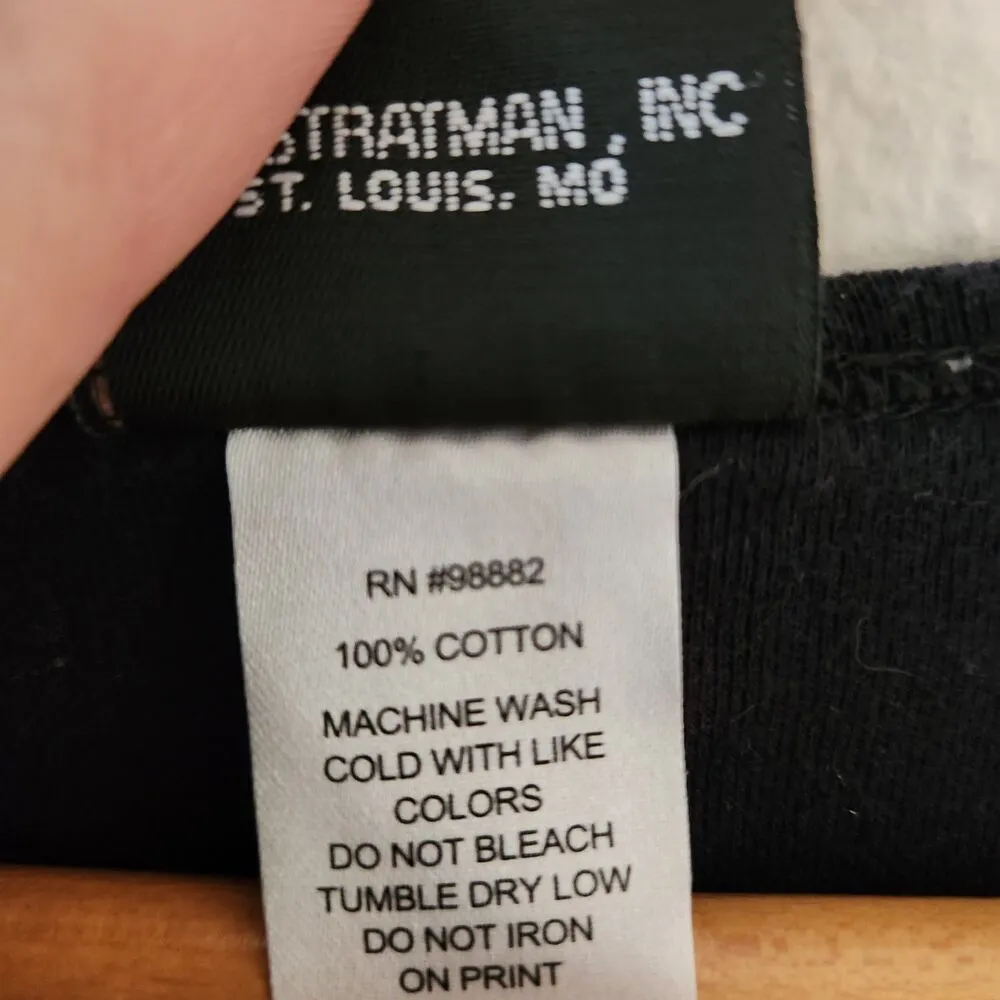 STRATMAN, INC
ST. LOUIS, MO
RN #98882
100% COTTON
MACHINE WASH
COLD WITH LIKE
COLORS
DO NOT BLEACH
TUMBLE DRY LOW
DO NOT IRON
ON PRINT